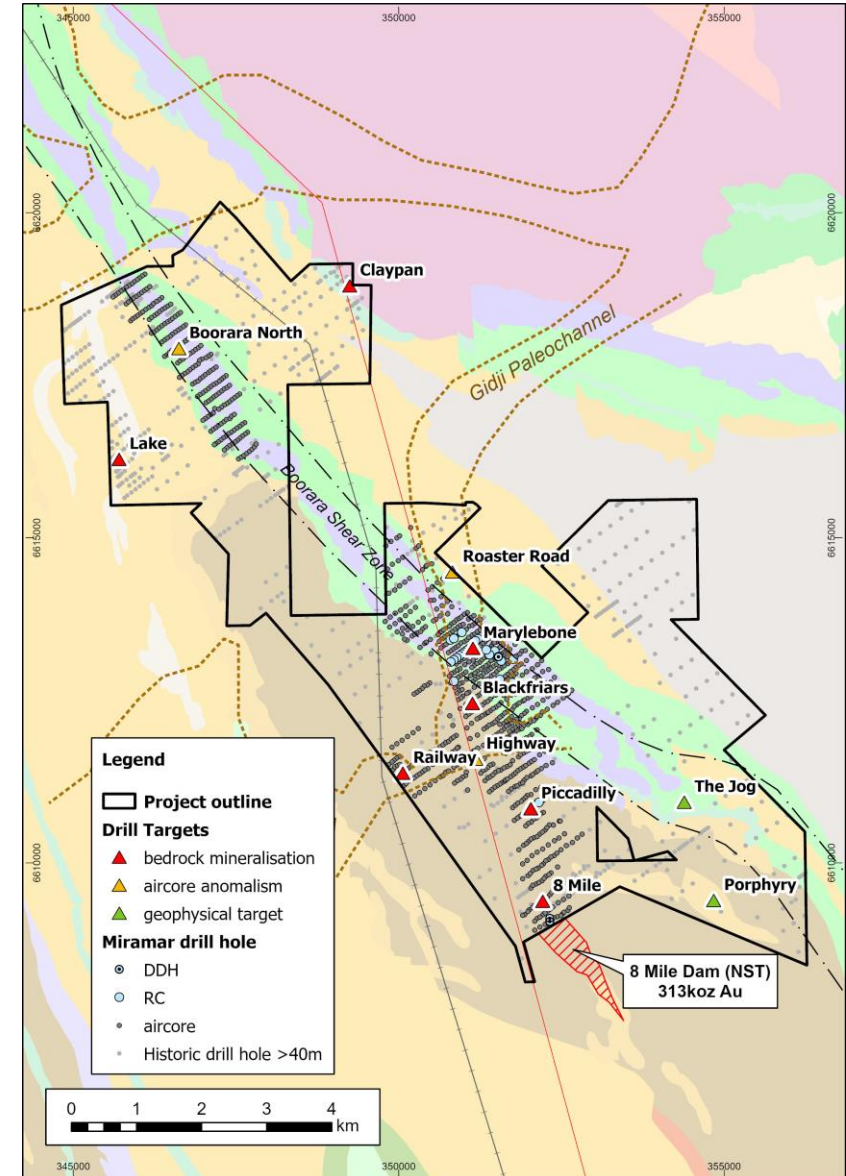 345000
350000
355000
6620000
6620000
Claypan
Boorara North
Gidji Paleochannel
Lake
Boorara Shear Zone
6615000
6615000
Roaster Road
Marylebone
Blackfriars
Highway
Railway
The Jog
Piccadilly
6610000
6610000
8 Mile
Porphyry
8 Mile Dam (NST)
313koz Au
Legend
Project outline
Drill Targets
bedrock mineralisation
aircore anomalism
geophysical target
Miramar drill hole
DDH
RC
aircore
Historic drill hole >40m
0 1 2 3 4
km
345000
350000
355000